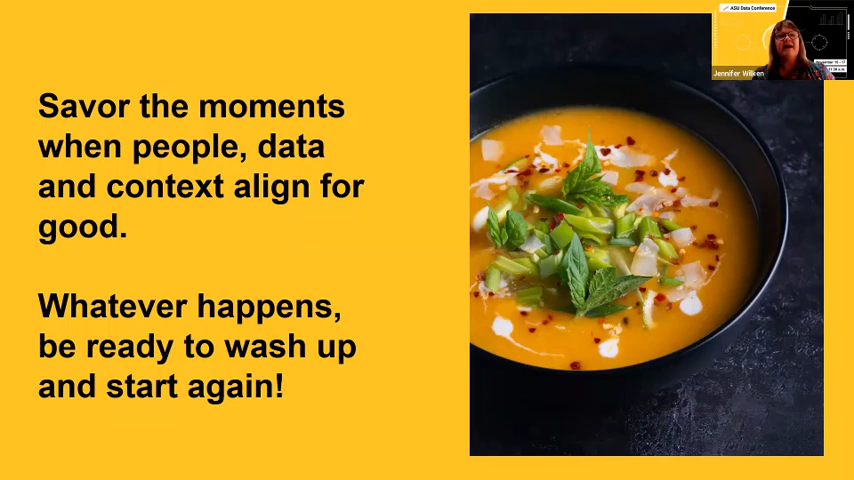 Savor the moments
when people, data
and context align for
good.
Whatever happens,
be ready to wash up
and start again!
ASU Data Conference
Jennifer Wilken